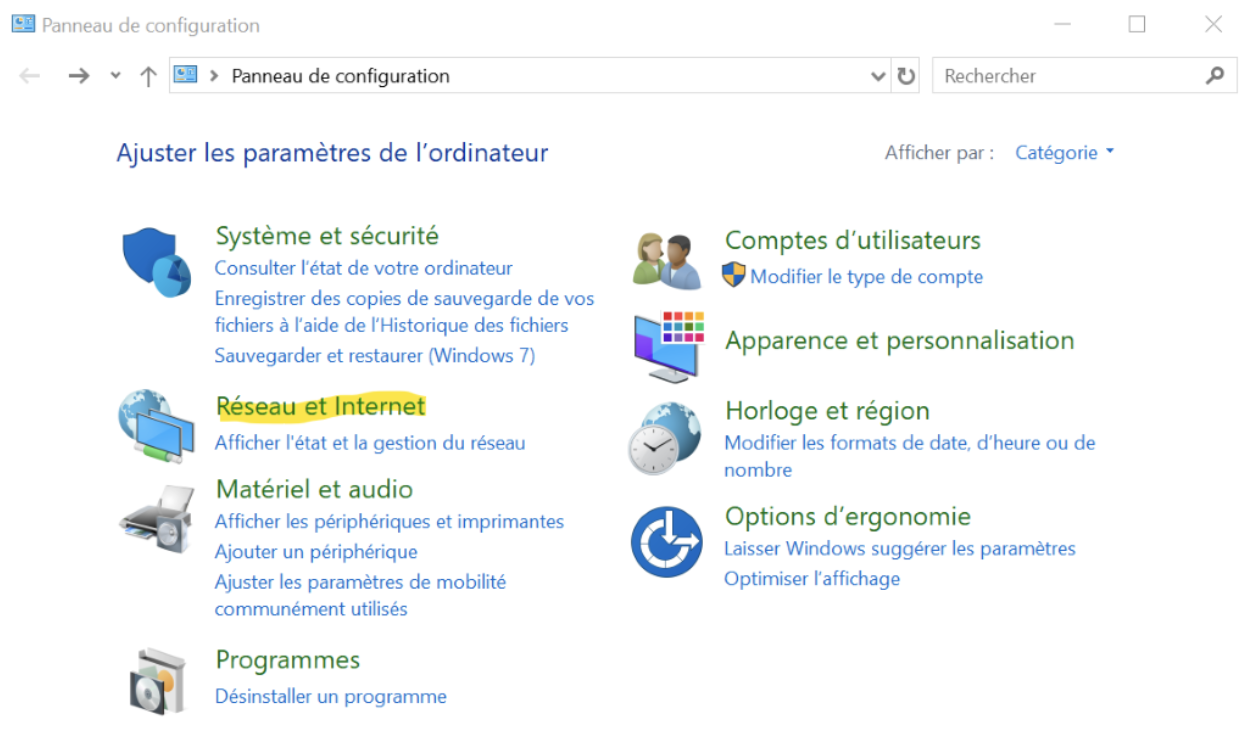 Panneau de configuration
Panneau de configuration
Rechercher
Ajuster les paramètres de l’ordinateur
Afficher par : Catégorie
Système et sécurité
Consulter l’état de votre ordinateur
Enregistrer des copies de sauvegarde de vos
fichiers à l’aide de l’Historique des fichiers
Sauvegarder et restaurer (Windows 7)
Réseau et Internet
Afficher l'état et la gestion du réseau
Matériel et audio
Afficher les périphériques et imprimantes
Ajouter un périphérique
Ajuster les paramètres de mobilité
communément utilisés
Programmes
Désinstaller un programme
Comptes d’utilisateurs
Modifier le type de compte
Apparence et personnalisation
Horloge et région
Modifier les formats de date, d’heure ou de
nombre
Options d’ergonomie
Laisser Windows suggérer les paramètres
Optimiser l’affichage